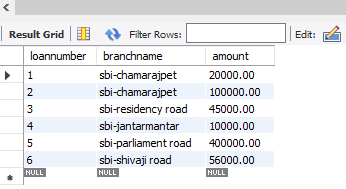 Result Grid Filter Rows: Edit:
loannumber branchname amount
1 sbi-chamarajpet 20000.00
2 sbi-chamarajpet 100000.00
3 sbi-residency road 45000.00
4 sbi-jantarmantar 10000.00
5 sbi-parliament road 400000.00
6 sbi-shivaji road 56000.00
NULL NULL NULL